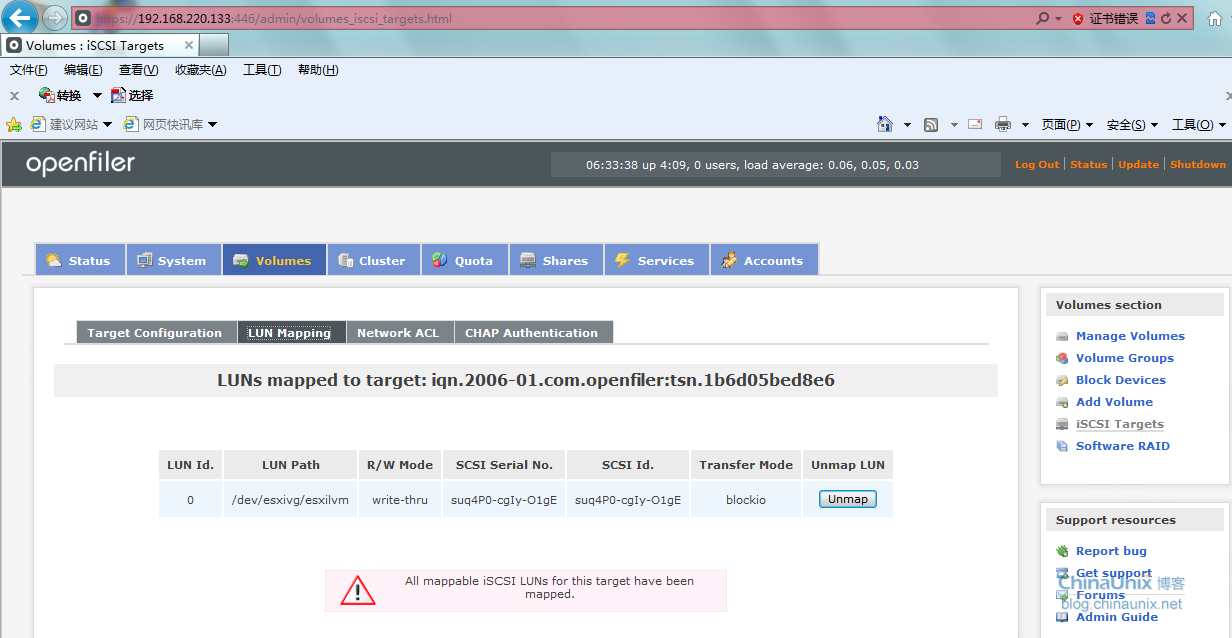 https://192.168.220.133:446/admin/volumes_iscsi_targets.html
证书错误
Volumes : iSCSI Targets
文件(F) 编辑(E) 查看(V) 收藏夹(A) 工具(T) 帮助(H)
x 转换 选择
建议网站 网页快讯库 页面(P) 安全(S) 工具(O)
openfiler
06:33:38 up 4:09, 0 users, load average: 0.06, 0.05, 0.03
Log Out | Status | Update | Shutdown
Status System Volumes Cluster Quota Shares Services Accounts
Target Configuration LUN Mapping Network ACL CHAP Authentication
LUNs mapped to target: iqn.2006-01.com.openfiler:tsn.1b6d05bed8e6
LUN Id. LUN Path R/W Mode SCSI Serial No. SCSI Id. Transfer Mode Unmap LUN
0 /dev/esxivg/esxilvm write-thru suq4P0-cgIy-O1gE suq4P0-cgIy-O1gE blockio Unmap
All mappable iSCSI LUNs for this target have been
mapped.
Volumes section
Manage Volumes
Volume Groups
Block Devices
Add Volume
iSCSI Targets
Software RAID
Support resources
Report bug
Get support
Forums
Admin Guide
ChinaUnix 博客
blog.chinaunix.net